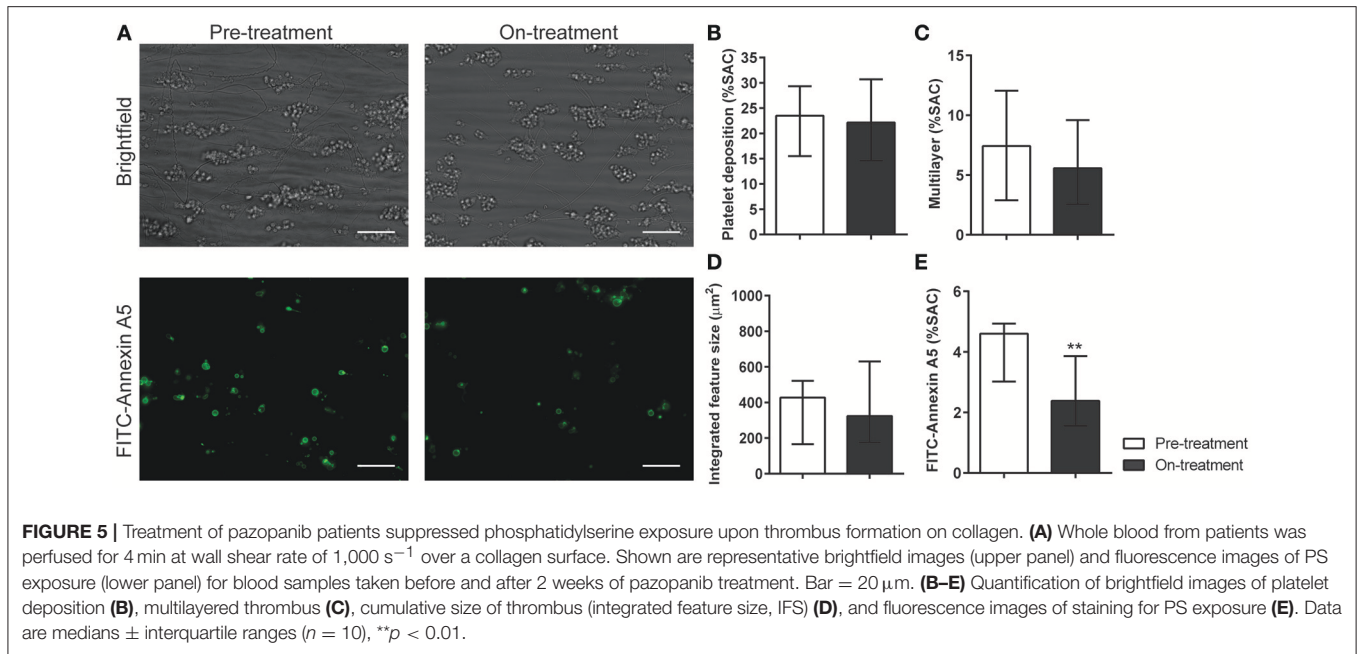 A
Pre-treatment
On-treatment
Brightfield
FITC-Annexin A5
B
Platelet deposition (%SAC)
35
30
25
20
15
10
5
0
C
Multilayer (%SAC)
15
10
5
0
D
Integrated feature size (μm²)
1000
800
600
400
200
0
E
FITC-Annexin A5 (%SAC)
6
4
2
0
**
Pre-treatment
On-treatment
FIGURE 5 | Treatment of pazopanib patients suppressed phosphatidylserine exposure upon thrombus formation on collagen. (A) Whole blood from patients was
perfused for 4 min at wall shear rate of 1,000 s⁻¹ over a collagen surface. Shown are representative brightfield images (upper panel) and fluorescence images of PS
exposure (lower panel) for blood samples taken before and after 2 weeks of pazopanib treatment. Bar = 20 μm. (B–E) Quantification of brightfield images of platelet
deposition (B), multilayered thrombus (C), cumulative size of thrombus (integrated feature size, IFS) (D), and fluorescence images of staining for PS exposure (E). Data
are medians ± interquartile ranges (n = 10), **p < 0.01.